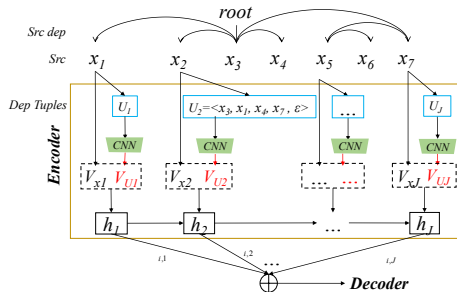 root
Src dep
Src x1 x2 x3 x4 x5 x6 x7
Dep Tuples U1 U2=<x3, x1, x4, x7, ε> ... UJ
CNN CNN CNN CNN
Encoder
Vx1 VU1 Vx2 VU2 ... ... VxJ VUJ
h1 h2 ... hJ
i,1 i,2 ... i,J
Decoder